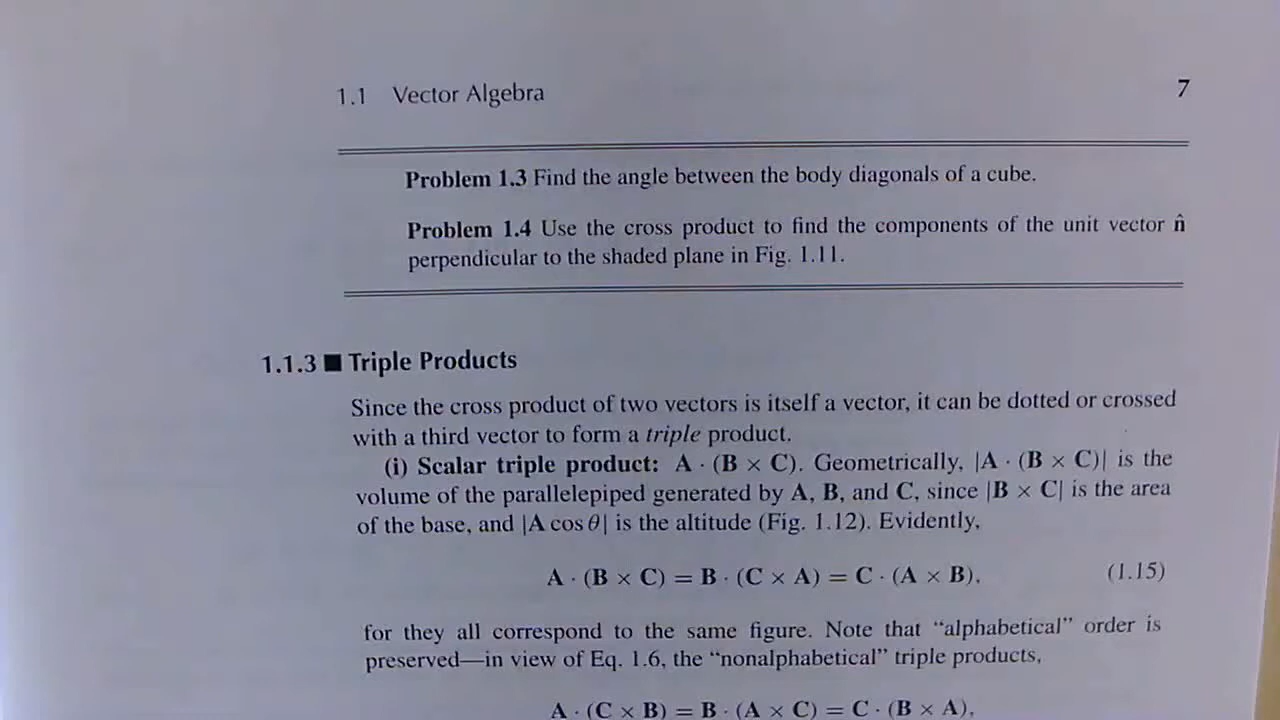 1.1 Vector Algebra 7
Problem 1.3 Find the angle between the body diagonals of a cube.
Problem 1.4 Use the cross product to find the components of the unit vector n̂
perpendicular to the shaded plane in Fig. 1.11.
1.1.3 ■ Triple Products
Since the cross product of two vectors is itself a vector, it can be dotted or crossed
with a third vector to form a triple product.
(i) Scalar triple product: A · (B × C). Geometrically, |A · (B × C)| is the
volume of the parallelepiped generated by A, B, and C, since |B × C| is the area
of the base, and |A cos θ| is the altitude (Fig. 1.12). Evidently,
A · (B × C) = B · (C × A) = C · (A × B), (1.15)
for they all correspond to the same figure. Note that “alphabetical” order is
preserved—in view of Eq. 1.6, the “nonalphabetical” triple products,
A · (C × B) = B · (A × C) = C · (B × A),